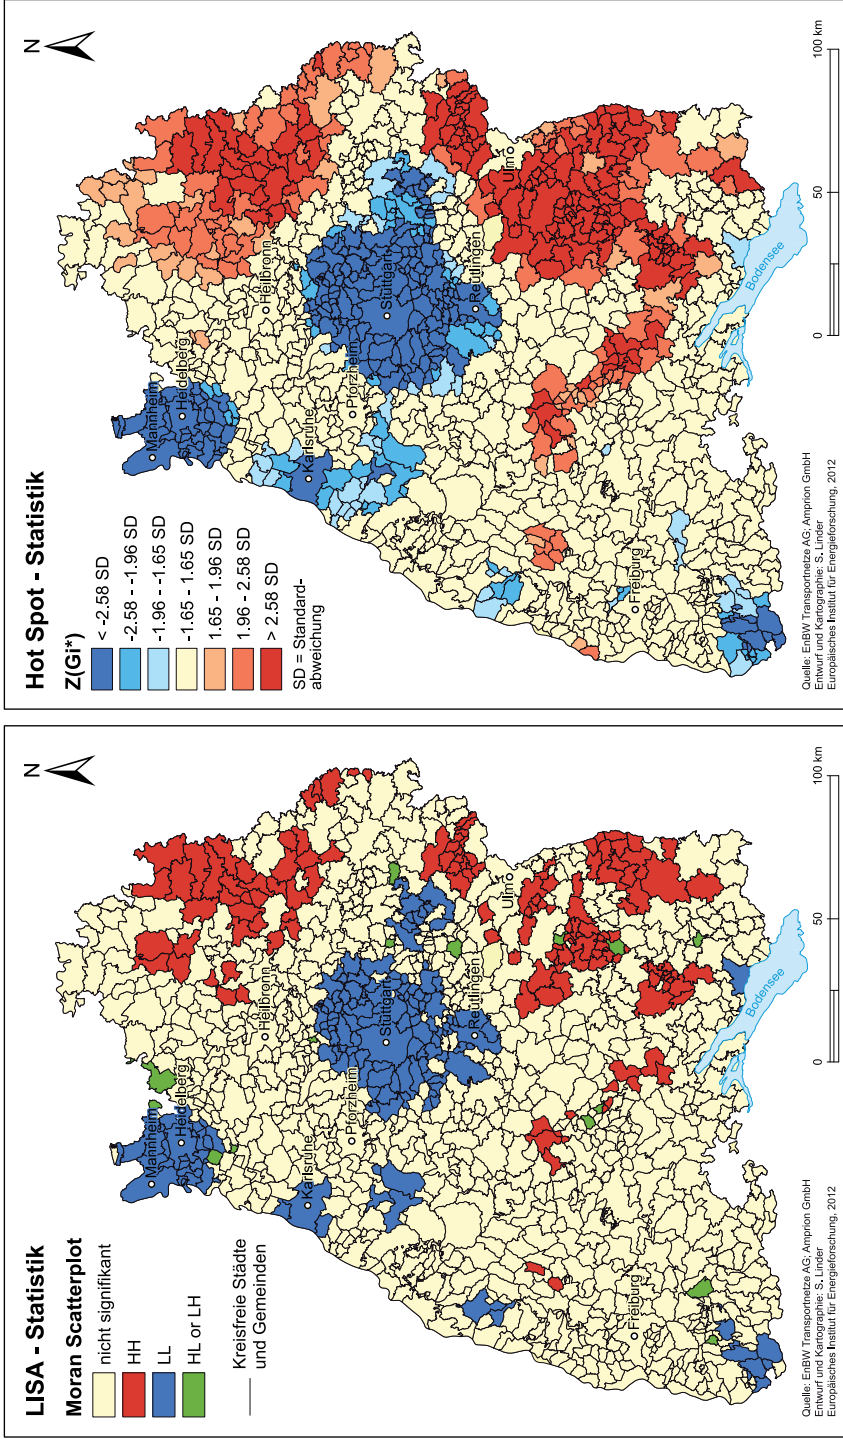 LISA - Statistik
Moran Scatterplot
nicht signifikant
HH
LL
HL or LH
Kreisfreie Städte
und Gemeinden
N
Mannheim
Heidelberg
Heilbronn
Karlsruhe
Pforzheim
Stuttgart
Reutlingen
Ulm
Freiburg
Bodensee
0
50
100 km
Quelle: EnBW Transportnetze AG; Amprion GmbH
Entwurf und Kartographie: S. Linder
Europäisches Institut für Energieforschung, 2012
Hot Spot - Statistik
Z(Gi*)
< -2.58 SD
-2.58 - -1.96 SD
-1.96 - -1.65 SD
-1.65 - 1.65 SD
1.65 - 1.96 SD
1.96 - 2.58 SD
> 2.58 SD
SD = Standard-
abweichung
N
Mannheim
Heidelberg
Heilbronn
Karlsruhe
Pforzheim
Stuttgart
Reutlingen
Ulm
Freiburg
Bodensee
0
50
100 km
Quelle: EnBW Transportnetze AG; Amprion GmbH
Entwurf und Kartographie: S. Linder
Europäisches Institut für Energieforschung, 2012